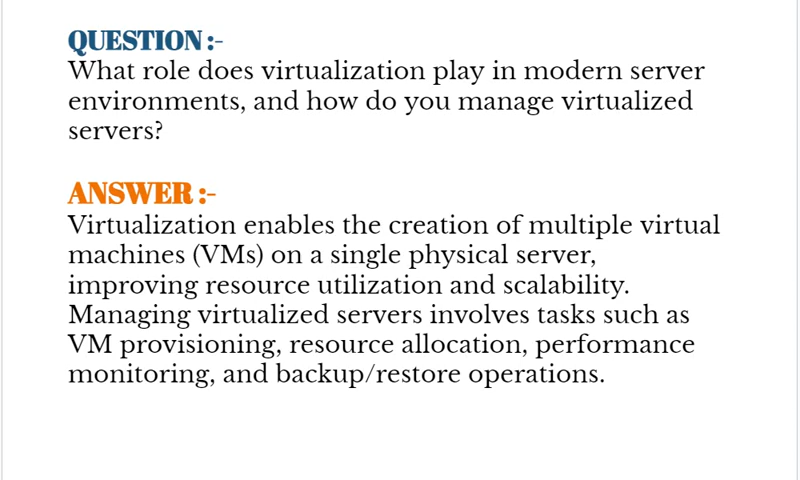 QUESTION :-
What role does virtualization play in modern server
environments, and how do you manage virtualized
servers?
ANSWER :-
Virtualization enables the creation of multiple virtual
machines (VMs) on a single physical server,
improving resource utilization and scalability.
Managing virtualized servers involves tasks such as
VM provisioning, resource allocation, performance
monitoring, and backup/restore operations.